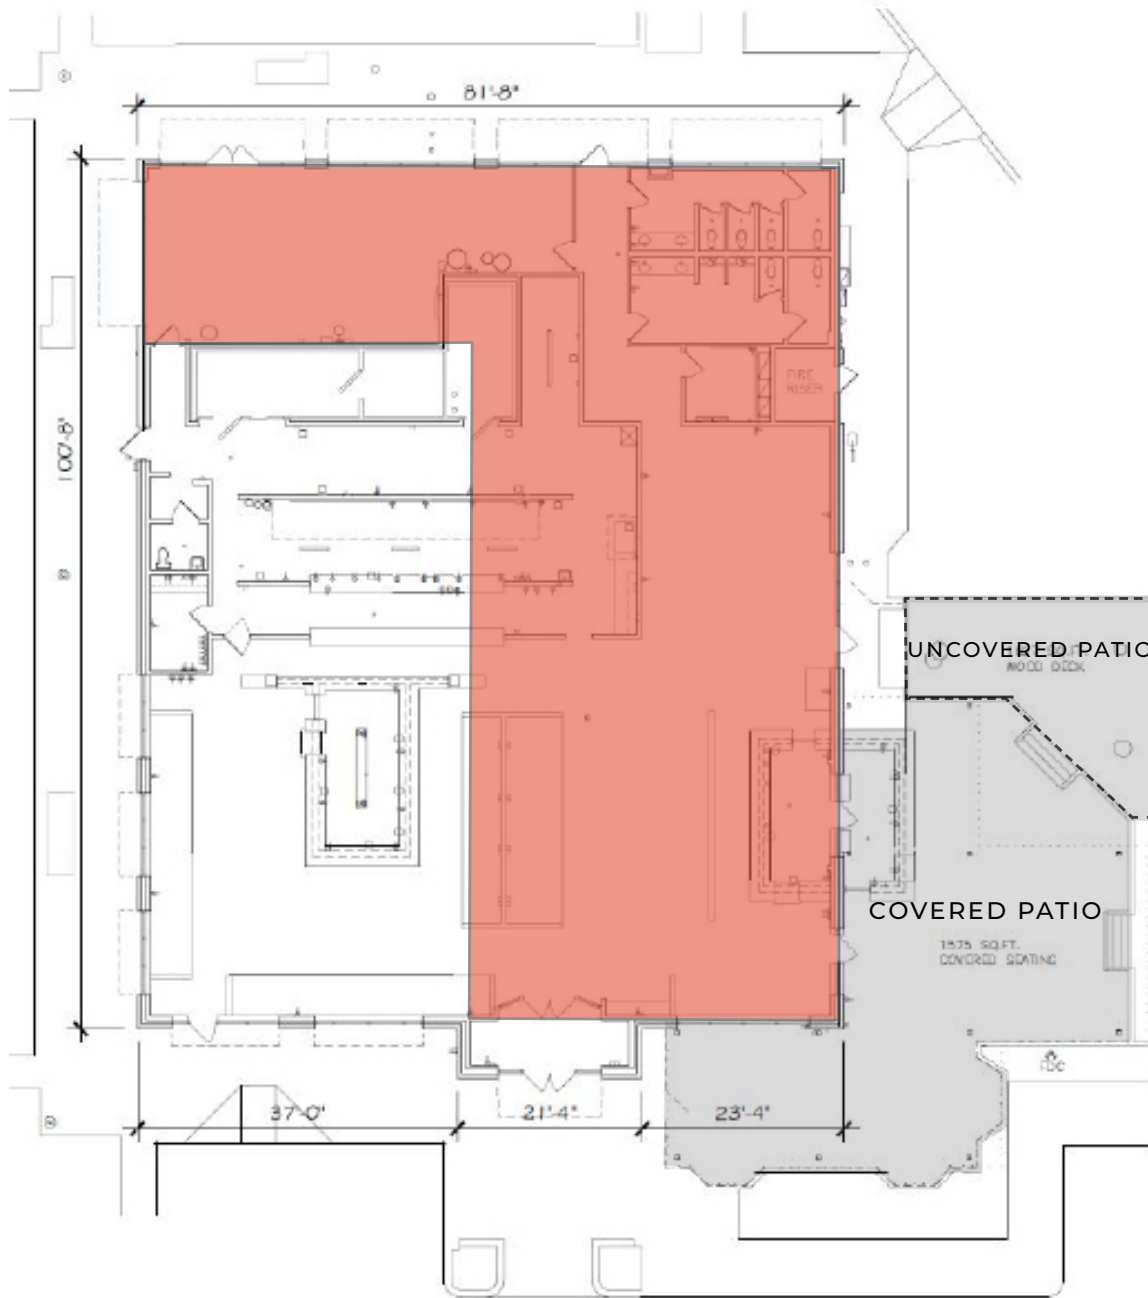 81'-8"
100'-8"
FIRE
RISER
UNCOVERED PATIO
WOOD DECK
COVERED PATIO
1575 SQ.FT.
COVERED SEATING
FDC
37'-0"
21'-4"
23'-4"